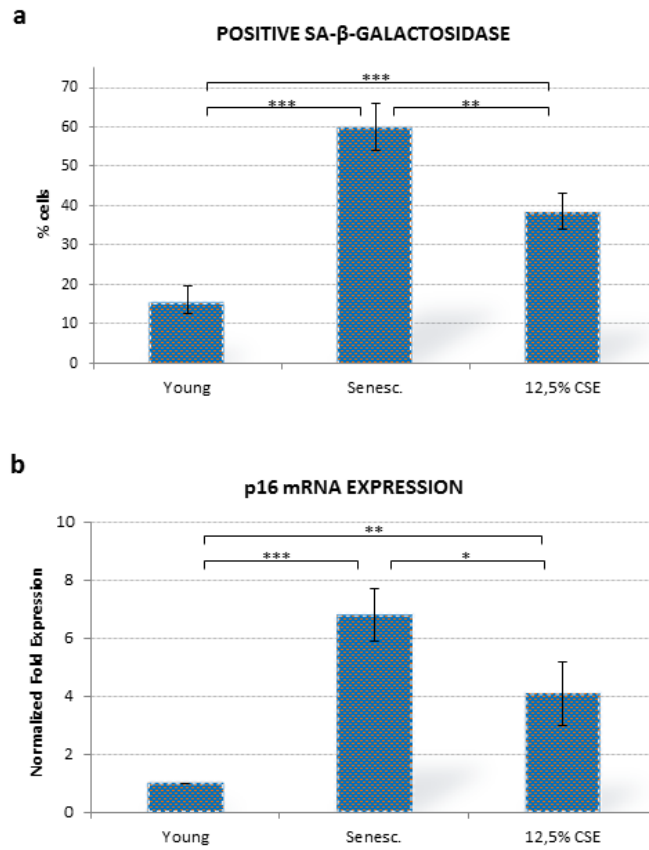 a
POSITIVE SA-β-GALACTOSIDASE
70
60
50
40
30
20
10
0
% cells
***
***
**
Young
Senesc.
12,5% CSE
b
p16 mRNA EXPRESSION
10
8
6
4
2
0
Normalized Fold Expression
**
***
*
Young
Senesc.
12,5% CSE